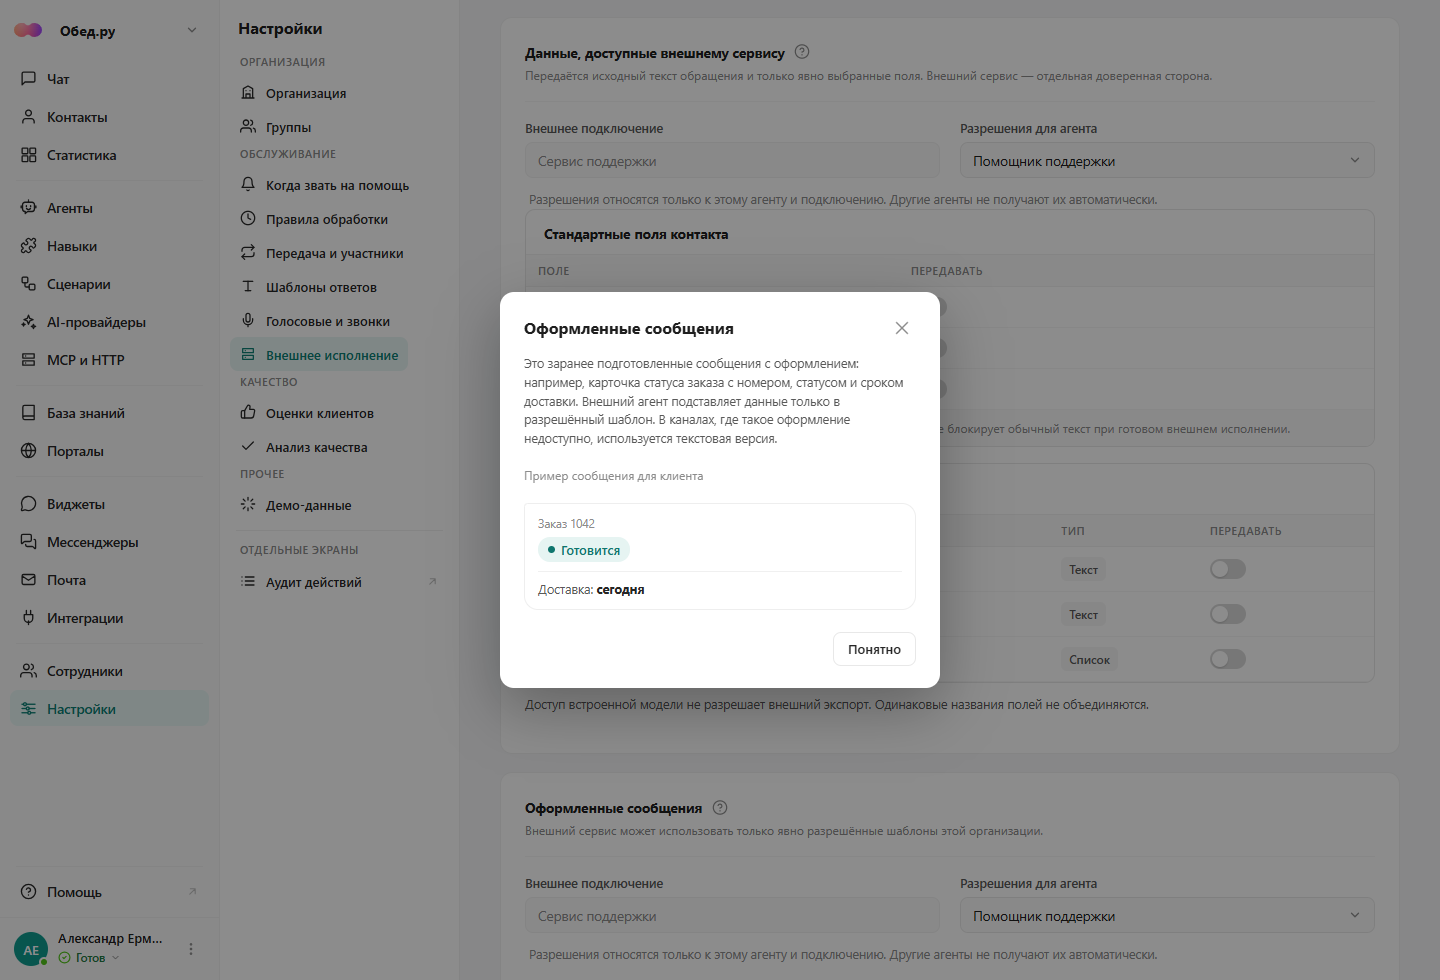 Обед.ру
Чат
Контакты
Статистика
Агенты
Навыки
Сценарии
AI-провайдеры
MCP и HTTP
База знаний
Порталы
Виджеты
Мессенджеры
Почта
Интеграции
Сотрудники
Настройки
Помощь
АЕ
Александр Ерм...
Готов
Настройки
ОРГАНИЗАЦИЯ
Организация
Группы
ОБСЛУЖИВАНИЕ
Когда звать на помощь
Правила обработки
Передача и участники
Шаблоны ответов
Голосовые и звонки
Внешнее исполнение
КАЧЕСТВО
Оценки клиентов
Анализ качества
ПРОЧЕЕ
Демо-данные
ОТДЕЛЬНЫЕ ЭКРАНЫ
Аудит действий
Данные, доступные внешнему сервису
Передаётся исходный текст обращения и только явно выбранные поля. Внешний сервис — отдельная доверенная сторона.
Внешнее подключение
Разрешения для агента
Сервис поддержки
Помощник поддержки
Разрешения относятся только к этому агенту и подключению. Другие агенты не получают их автоматически.
Стандартные поля контакта
ПОЛЕ
ПЕРЕДАВАТЬ
Оформленные сообщения
Это заранее подготовленные сообщения с оформлением:
например, карточка статуса заказа с номером, статусом и сроком
доставки. Внешний агент подставляет данные только в
разрешённый шаблон. В каналах, где такое оформление
недоступно, используется текстовая версия.
Пример сообщения для клиента
Заказ 1042
Готовится
Доставка: сегодня
Понятно
е блокирует обычный текст при готовом внешнем исполнении.
ТИП
ПЕРЕДАВАТЬ
Текст
Текст
Список
Доступ встроенной модели не разрешает внешний экспорт. Одинаковые названия полей не объединяются.
Оформленные сообщения
Внешний сервис может использовать только явно разрешённые шаблоны этой организации.
Внешнее подключение
Разрешения для агента
Сервис поддержки
Помощник поддержки
Разрешения относятся только к этому агенту и подключению. Другие агенты не получают их автоматически.